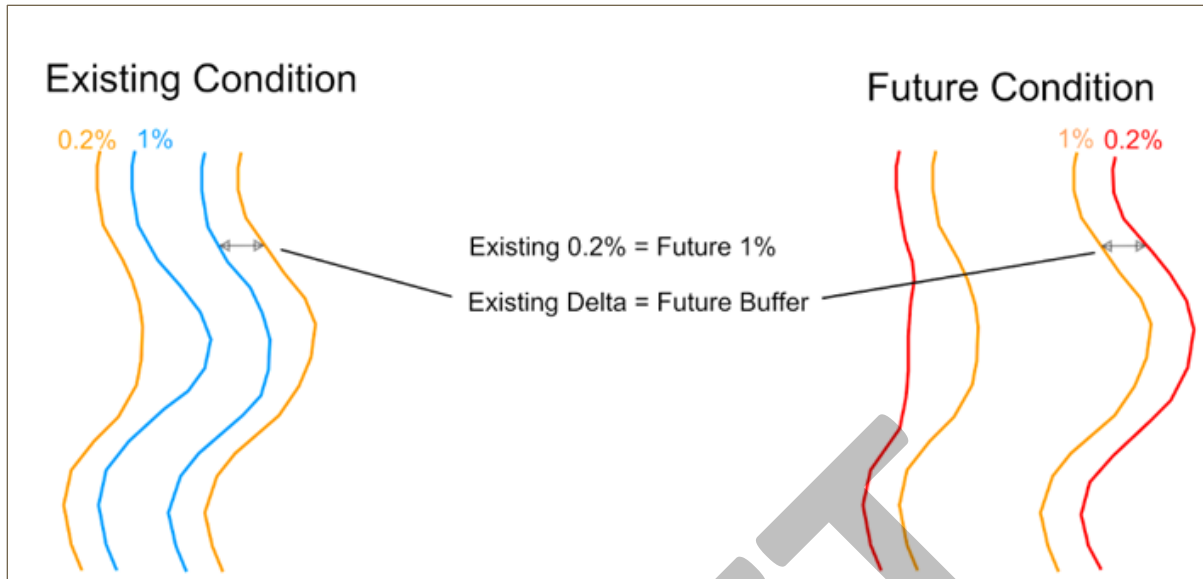 Existing Condition
Future Condition
0.2% 1%
1% 0.2%
Existing 0.2% = Future 1%
Existing Delta = Future Buffer